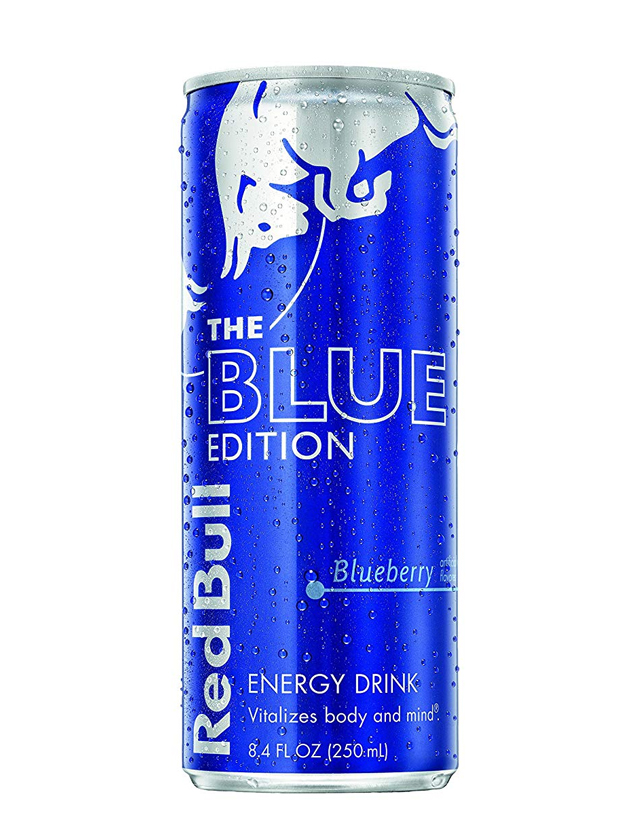 THE
BLUE
EDITION
Red Bull
Blueberry
ENERGY DRINK
Vitalizes body and mind®.
8.4 FL OZ (250 mL)